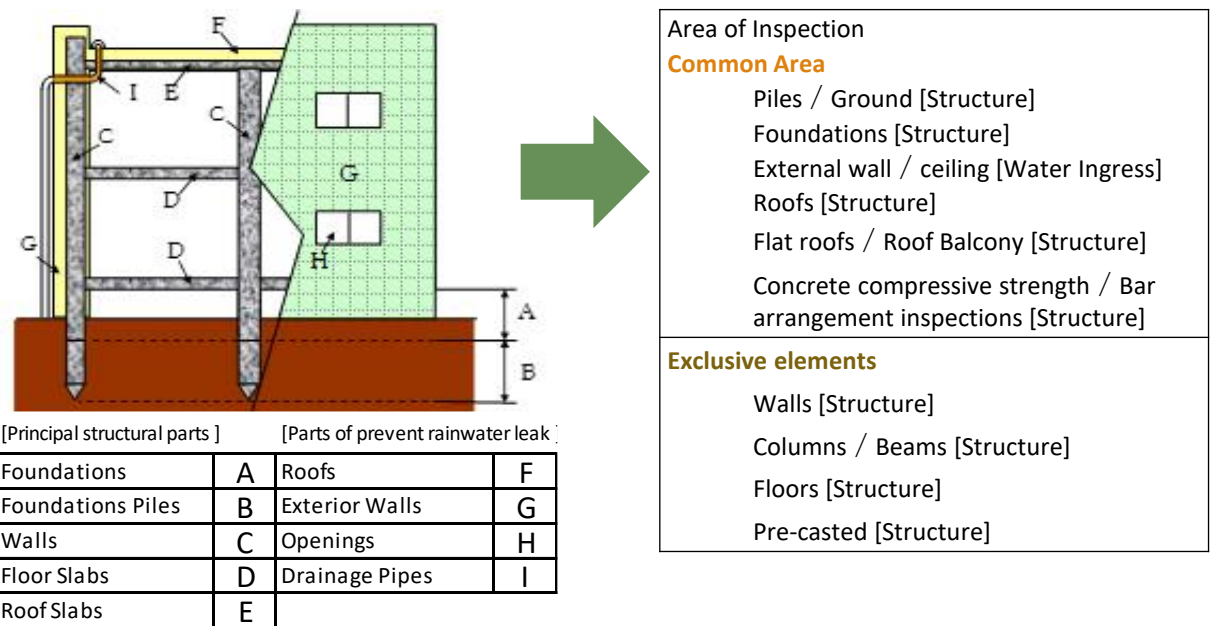 F
I
E
C
C
G
D
D
G
H
A
B
[Principal structural parts ] [Parts of prevent rainwater leak ]
Foundations A Roofs F
Foundations Piles B Exterior Walls G
Walls C Openings H
Floor Slabs D Drainage Pipes I
Roof Slabs E
Area of Inspection
Common Area
Piles / Ground [Structure]
Foundations [Structure]
External wall / ceiling [Water Ingress]
Roofs [Structure]
Flat roofs / Roof Balcony [Structure]
Concrete compressive strength / Bar
arrangement inspections [Structure]
Exclusive elements
Walls [Structure]
Columns / Beams [Structure]
Floors [Structure]
Pre-casted [Structure]